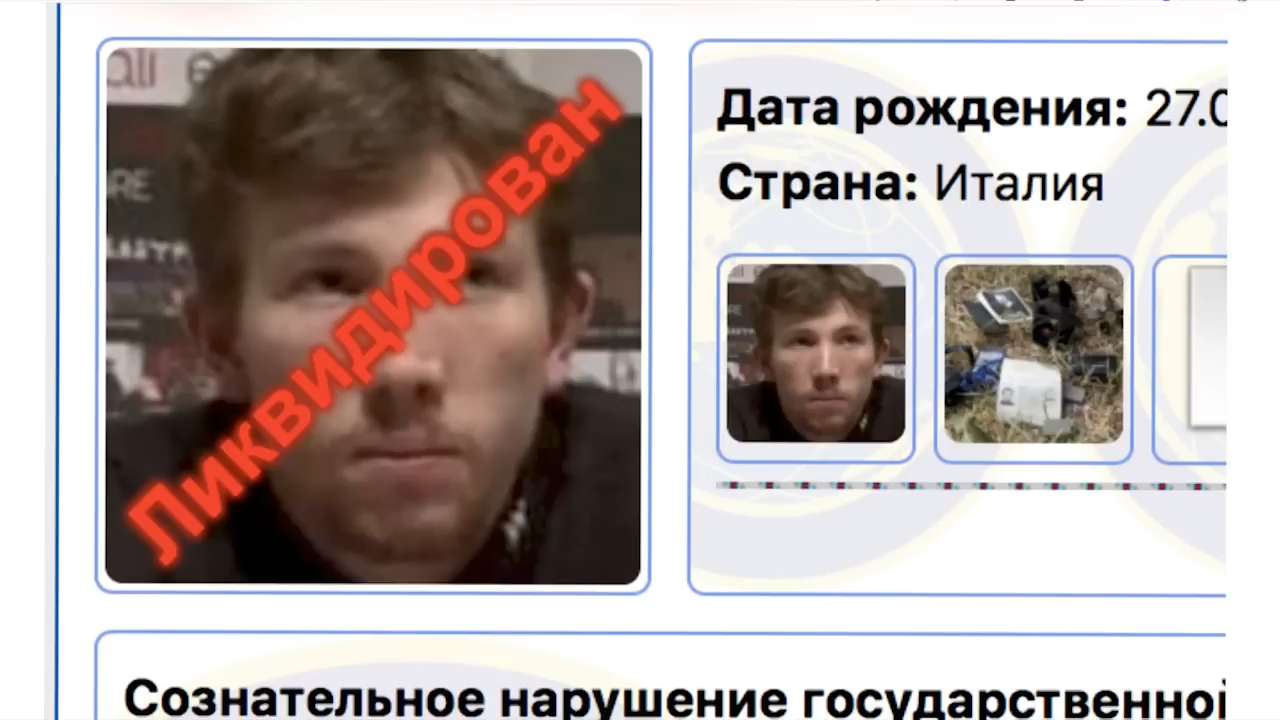 Ликвидирован
Дата рождения: 27.0
Страна: Италия
Сознательное нарушение государственной